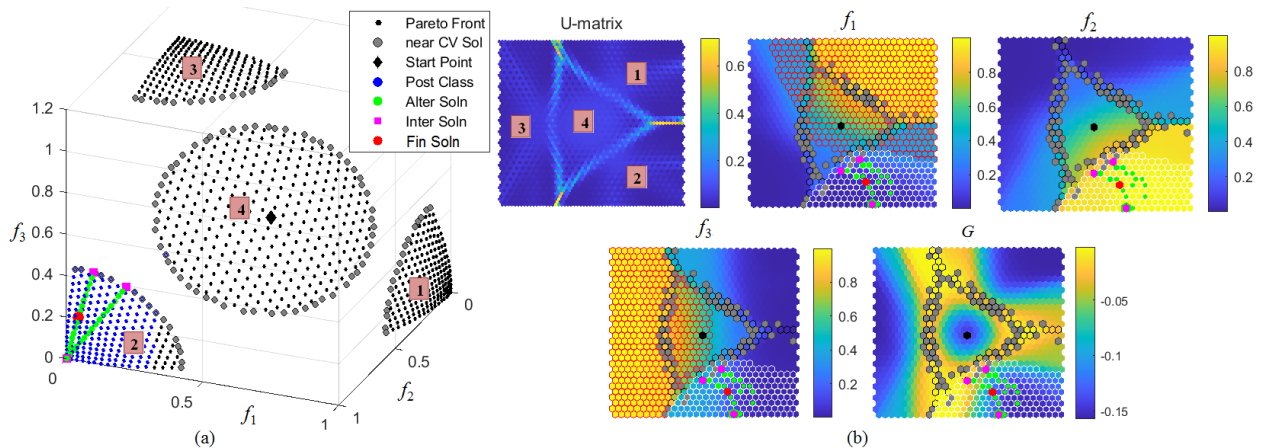 Pareto Front
near CV Sol
Start Point
Post Class
Alter Soln
Inter Soln
Fin Soln
3
4
1
2
1.2
1
0.8
0.6
0.4
0.2
0
f3
0
0.5
1
f1
0
0.5
1
f2
(a)
U-matrix
1
3
4
2
0.6
0.4
0.2
f1
0.8
0.6
0.4
0.2
f2
0.8
0.6
0.4
0.2
f3
0.8
0.6
0.4
0.2
G
-0.05
-0.1
-0.15
(b)